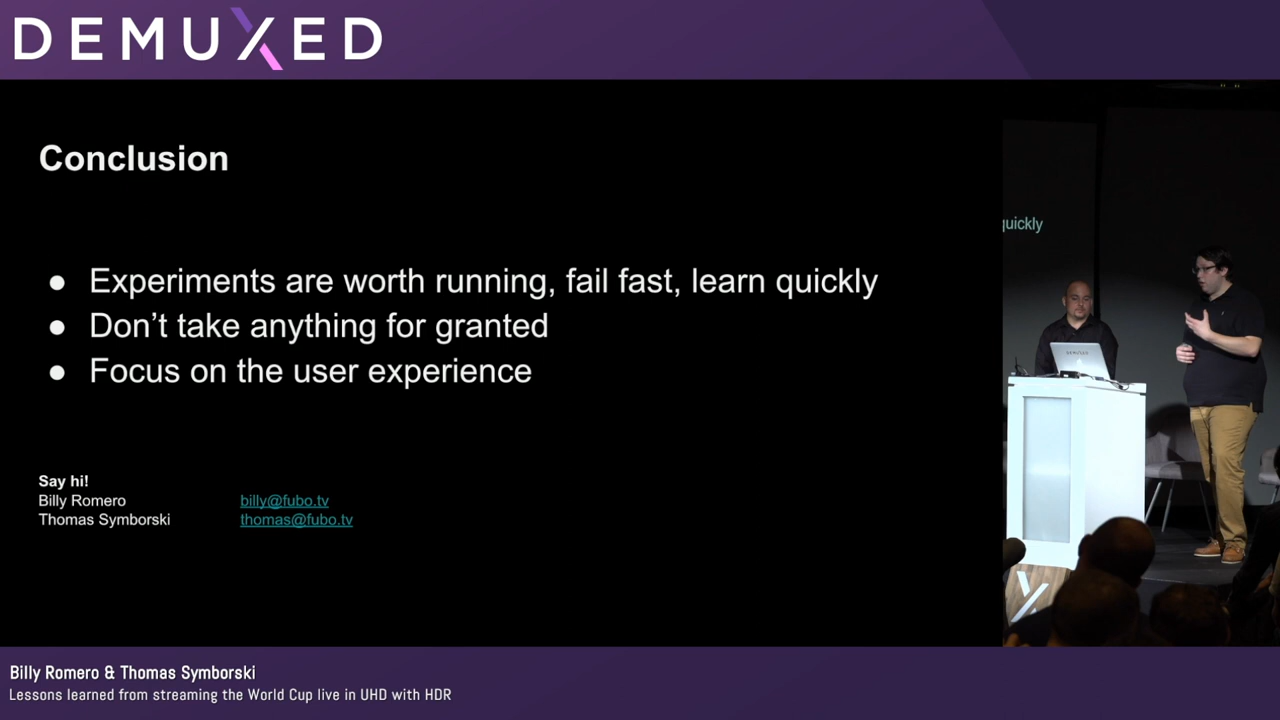 DEMUXED
Conclusion
quickly
● Experiments are worth running, fail fast, learn quickly
● Don’t take anything for granted
● Focus on the user experience
DEMUXED
Say hi!
Billy Romero billy@fubo.tv
Thomas Symborski thomas@fubo.tv
Billy Romero & Thomas Symborski
Lessons learned from streaming the World Cup live in UHD with HDR